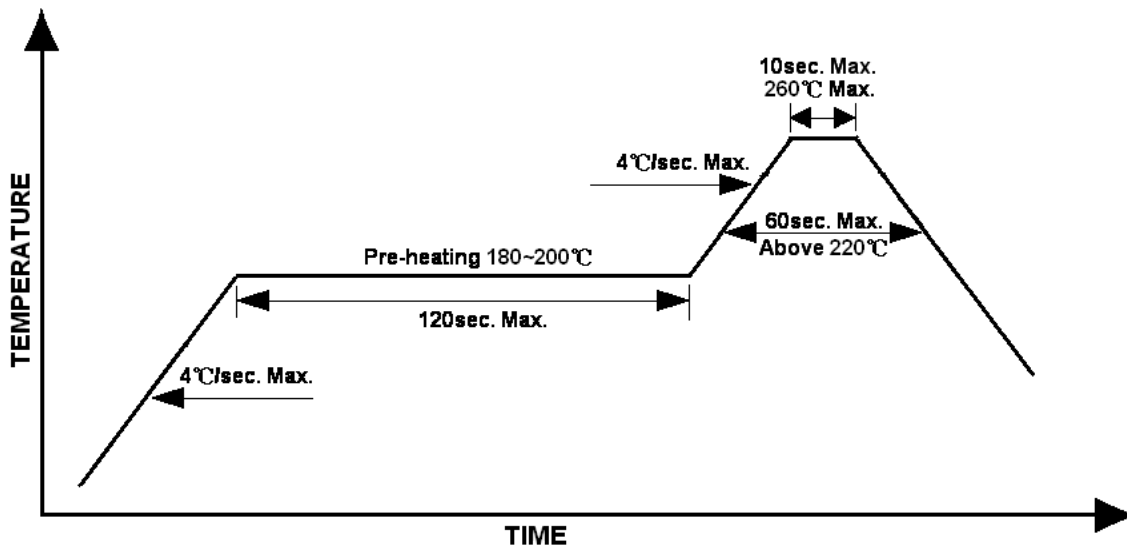 10sec. Max.
260℃ Max.
4℃/sec. Max.
60sec. Max.
Above 220℃
Pre-heating 180~200℃
120sec. Max.
4℃/sec. Max.
TEMPERATURE
TIME